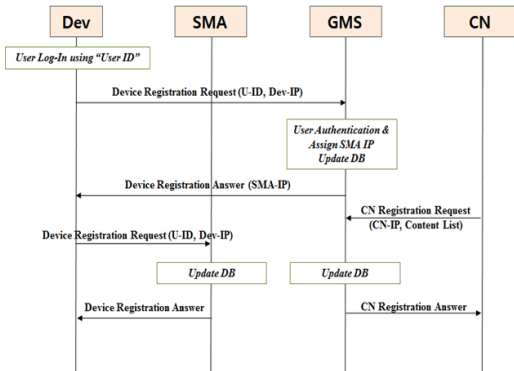 Dev
SMA
GMS
CN
User Log-In using "User ID"
Device Registration Request (U-ID, Dev-IP)
User Authentication &
Assign SMA IP
Update DB
Device Registration Answer (SMA-IP)
CN Registration Request
(CN-IP, Content List)
Device Registration Request (U-ID, Dev-IP)
Update DB
Update DB
Device Registration Answer
CN Registration Answer